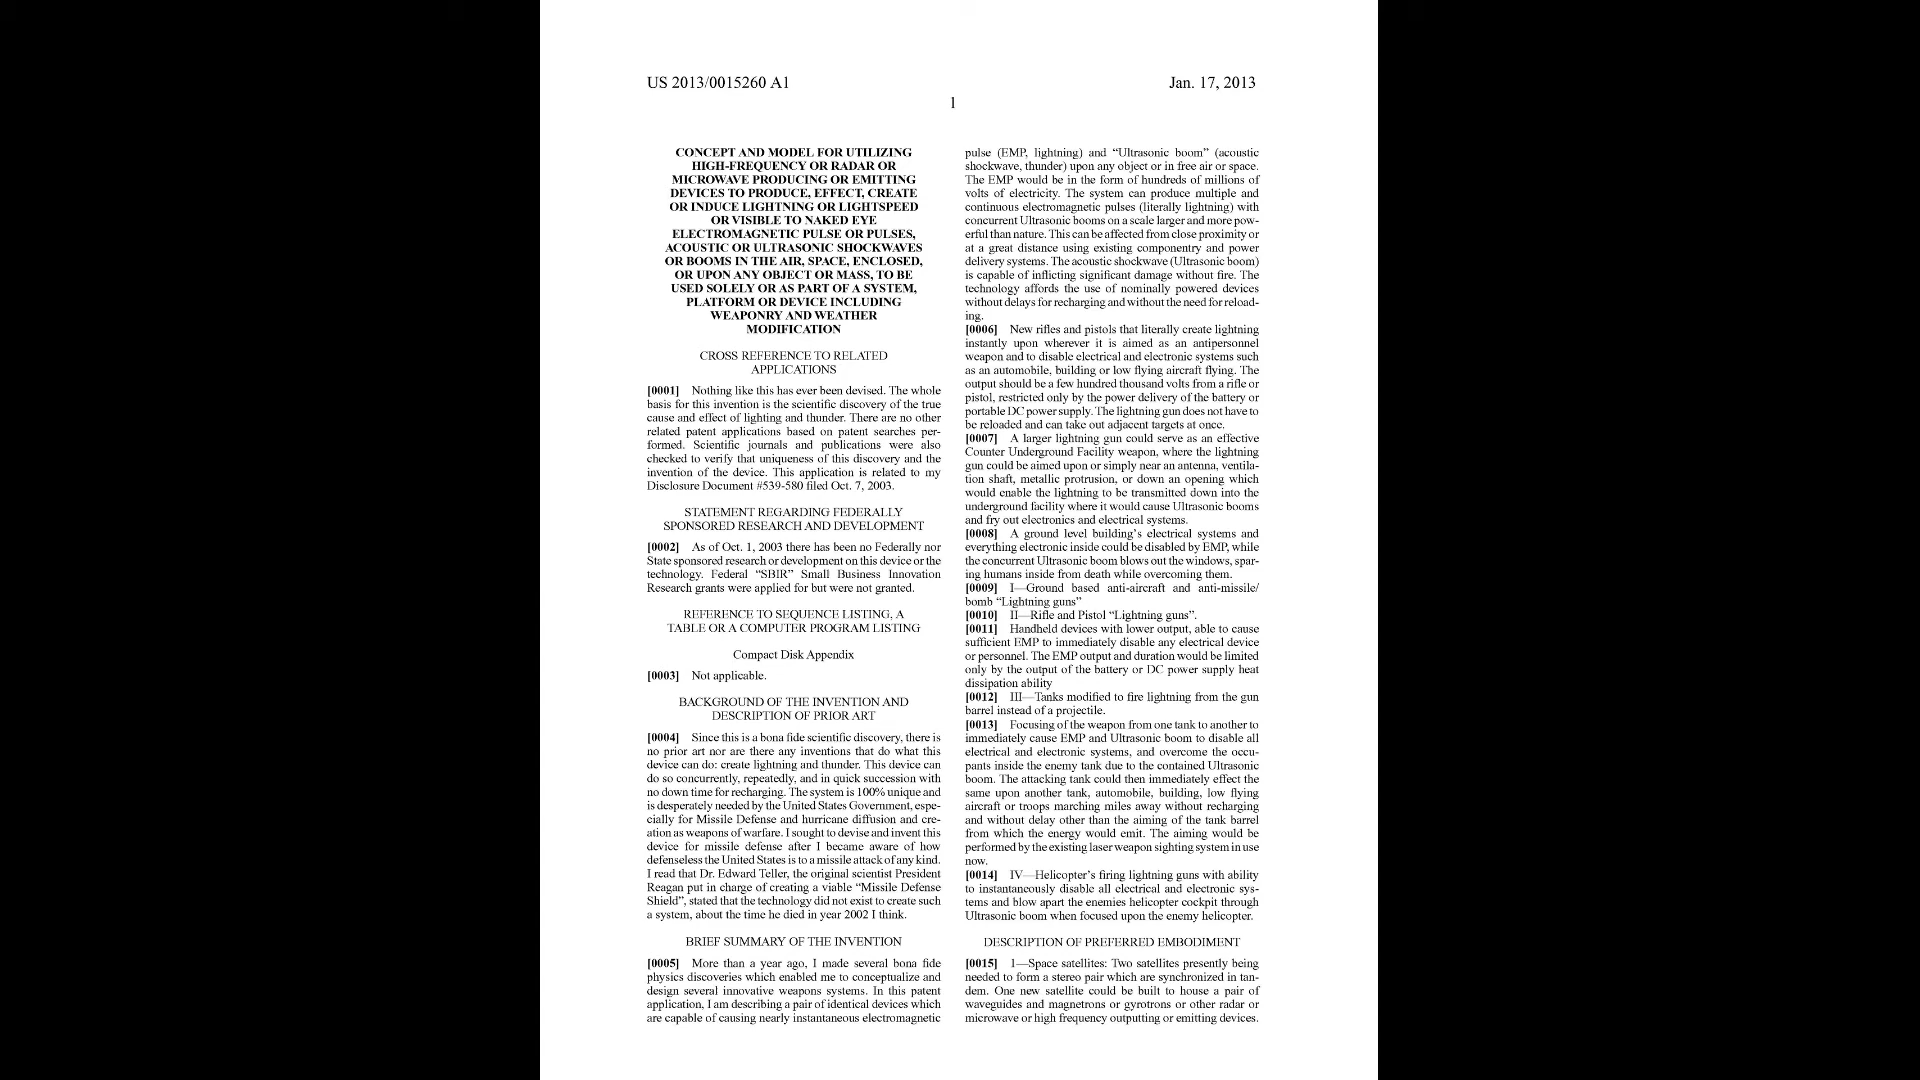 US 2013/0015260 A1
Jan. 17, 2013
1
CONCEPT AND MODEL FOR UTILIZING
HIGH-FREQUENCY OR RADAR OR
MICROWAVE PRODUCING OR EMITTING
DEVICES TO PRODUCE, EFFECT, CREATE
OR INDUCE LIGHTNING OR LIGHTSPEED
OR VISIBLE TO NAKED EYE
ELECTROMAGNETIC PULSE OR PULSES,
ACOUSTIC OR ULTRASONIC SHOCKWAVES
OR BOOMS IN THE AIR, SPACE, ENCLOSED,
OR UPON ANY OBJECT OR MASS, TO BE
USED SOLELY OR AS PART OF A SYSTEM,
PLATFORM OR DEVICE INCLUDING
WEAPONRY AND WEATHER
MODIFICATION
CROSS REFERENCE TO RELATED
APPLICATIONS
[0001] Nothing like this has ever been devised. The whole
basis for this invention is the scientific discovery of the true
cause and effect of lighting and thunder. There are no other
related patent applications based on patent searches per-
formed. Scientific journals and publications were also
checked to verify that uniqueness of this discovery and the
invention of the device. This application is related to my
Disclosure Document #539-580 filed Oct. 7, 2003.
STATEMENT REGARDING FEDERALLY
SPONSORED RESEARCH AND DEVELOPMENT
[0002] As of Oct. 1, 2003 there has been no Federally nor
State sponsored research or development on this device or the
technology. Federal “SBIR” Small Business Innovation
Research grants were applied for but were not granted.
REFERENCE TO SEQUENCE LISTING, A
TABLE OR A COMPUTER PROGRAM LISTING
Compact Disk Appendix
[0003] Not applicable.
BACKGROUND OF THE INVENTION AND
DESCRIPTION OF PRIOR ART
[0004] Since this is a bona fide scientific discovery, there is
no prior art nor are there any inventions that do what this
device can do: create lightning and thunder. This device can
do so concurrently, repeatedly, and in quick succession with
no down time for recharging. The system is 100% unique and
is desperately needed by the United States Government, espe-
cially for Missile Defense and hurricane diffusion and cre-
ation as weapons of warfare. I sought to devise and invent this
device for missile defense after I became aware of how
defenseless the United States is to a missile attack of any kind.
I read that Dr. Edward Teller, the original scientist President
Reagan put in charge of creating a viable “Missile Defense
Shield”, stated that the technology did not exist to create such
a system, about the time he died in year 2002 I think.
BRIEF SUMMARY OF THE INVENTION
[0005] More than a year ago, I made several bona fide
physics discoveries which enabled me to conceptualize and
design several innovative weapons systems. In this patent
application, I am describing a pair of identical devices which
are capable of causing nearly instantaneous electromagnetic
pulse (EMP, lightning) and “Ultrasonic boom” (acoustic
shockwave, thunder) upon any object or in free air or space.
The EMP would be in the form of hundreds of millions of
volts of electricity. The system can produce multiple and
continuous electromagnetic pulses (literally lightning) with
concurrent Ultrasonic booms on a scale larger and more pow-
erful than nature. This can be affected from close proximity or
at a great distance using existing componentry and power
delivery systems. The acoustic shockwave (Ultrasonic boom)
is capable of inflicting significant damage without fire. The
technology affords the use of nominally powered devices
without delays for recharging and without the need for reload-
ing.
[0006] New rifles and pistols that literally create lightning
instantly upon wherever it is aimed as an antipersonnel
weapon and to disable electrical and electronic systems such
as an automobile, building or low flying aircraft flying. The
output should be a few hundred thousand volts from a rifle or
pistol, restricted only by the power delivery of the battery or
portable DC power supply. The lightning gun does not have to
be reloaded and can take out adjacent targets at once.
[0007] A larger lightning gun could serve as an effective
Counter Underground Facility weapon, where the lightning
gun could be aimed upon or simply near an antenna, ventila-
tion shaft, metallic protrusion, or down an opening which
would enable the lightning to be transmitted down into the
underground facility where it would cause Ultrasonic booms
and fry out electronics and electrical systems.
[0008] A ground level building’s electrical systems and
everything electronic inside could be disabled by EMP, while
the concurrent Ultrasonic boom blows out the windows, spar-
ing humans inside from death while overcoming them.
[0009] I—Ground based anti-aircraft and anti-missile/
bomb “Lightning guns”
[0010] II—Rifle and Pistol “Lightning guns”.
[0011] Handheld devices with lower output, able to cause
sufficient EMP to immediately disable any electrical device
or personnel. The EMP output and duration would be limited
only by the output of the battery or DC power supply heat
dissipation ability
[0012] III—Tanks modified to fire lightning from the gun
barrel instead of a projectile.
[0013] Focusing of the weapon from one tank to another to
immediately cause EMP and Ultrasonic boom to disable all
electrical and electronic systems, and overcome the occu-
pants inside the enemy tank due to the contained Ultrasonic
boom. The attacking tank could then immediately effect the
same upon another tank, automobile, building, low flying
aircraft or troops marching miles away without recharging
and without delay other than the aiming of the tank barrel
from which the energy would emit. The aiming would be
performed by the existing laser weapon sighting system in use
now.
[0014] IV—Helicopter’s firing lightning guns with ability
to instantaneously disable all electrical and electronic sys-
tems and blow apart the enemies helicopter cockpit through
Ultrasonic boom when focused upon the enemy helicopter.
DESCRIPTION OF PREFERRED EMBODIMENT
[0015] I—Space satellites: Two satellites presently being
needed to form a stereo pair which are synchronized in tan-
dem. One new satellite could be built to house a pair of
waveguides and magnetrons or gyrotrons or other radar or
microwave or high frequency outputting or emitting devices.